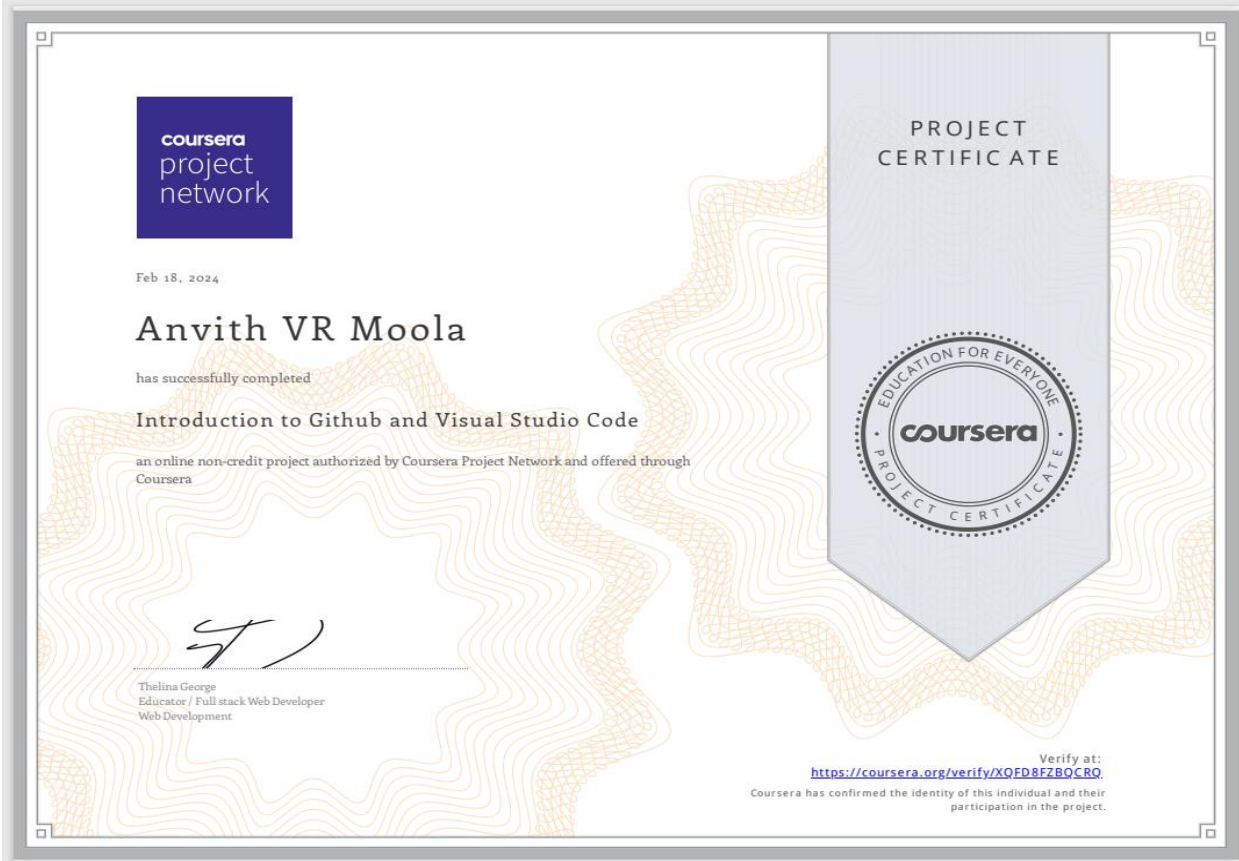 coursera
project
network
Feb 18, 2024
Anvith VR Moola
has successfully completed
Introduction to Github and Visual Studio Code
an online non-credit project authorized by Coursera Project Network and offered through
Coursera
Thelina George
Educator / Full stack Web Developer
Web Development
PROJECT
CERTIFICATE
EDUCATION FOR EVERYONE
coursera
PROJECT CERTIFICATE
Verify at:
https://coursera.org/verify/XQFD8FZBQCRQ
Coursera has confirmed the identity of this individual and their
participation in the project.